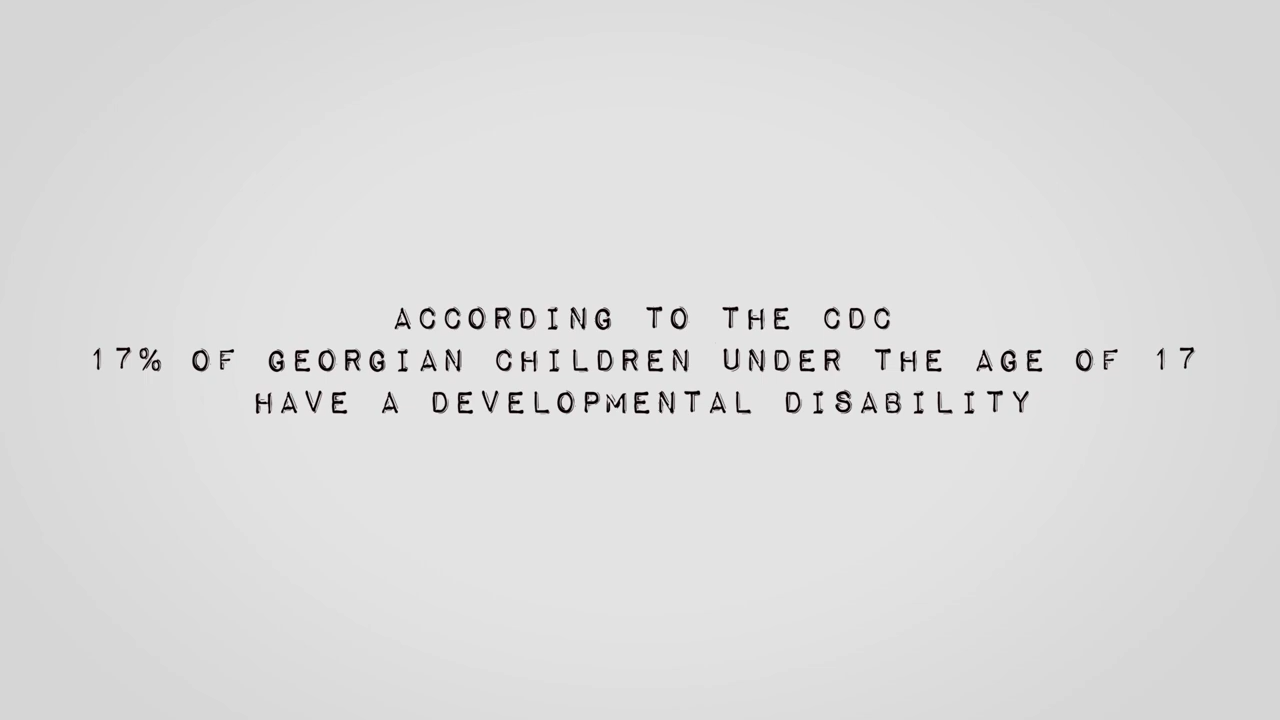 ACCORDING TO THE CDC
17% OF GEORGIAN CHILDREN UNDER THE AGE OF 17
HAVE A DEVELOPMENTAL DISABILITY